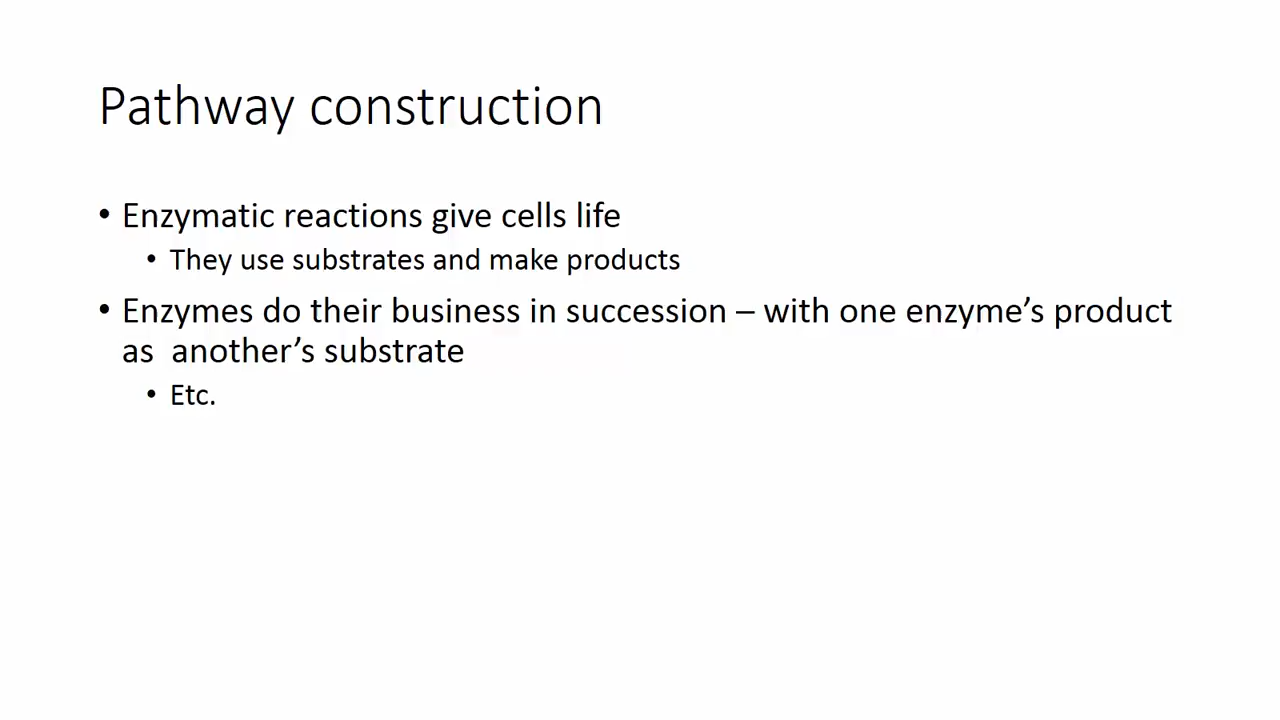 Pathway construction
• Enzymatic reactions give cells life
• They use substrates and make products
• Enzymes do their business in succession – with one enzyme’s product
as  another’s substrate
• Etc.